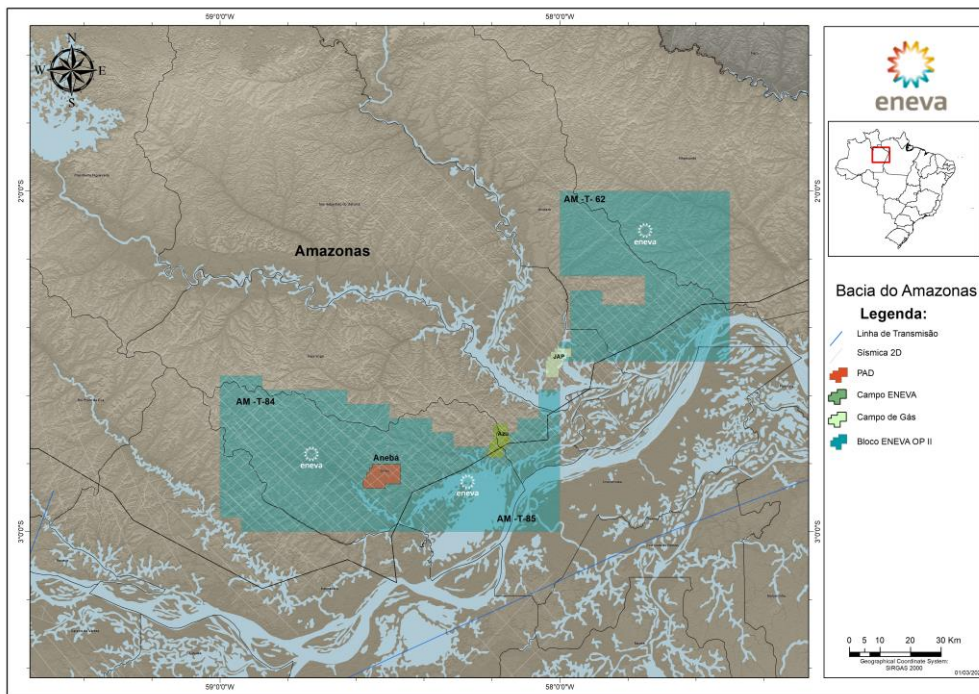 59°0'0"W
58°0'0"W
N
W
E
S
eneva
AM -T- 62
2°0'0"S
2°0'0"S
eneva
Amazonas
Bacia do Amazonas
Legenda:
Linha de Transmisão
Sísmica 2D
PAD
Campo ENEVA
Campo de Gás
Bloco ENEVA OP II
JAP
AM -T-84
Azu
Anebá
eneva
eneva
AM -T-85
3°0'0"S
3°0'0"S
0 5 10 20 30 Km
Geographical Coordinate System:
SIRGAS 2000
59°0'0"W
58°0'0"W